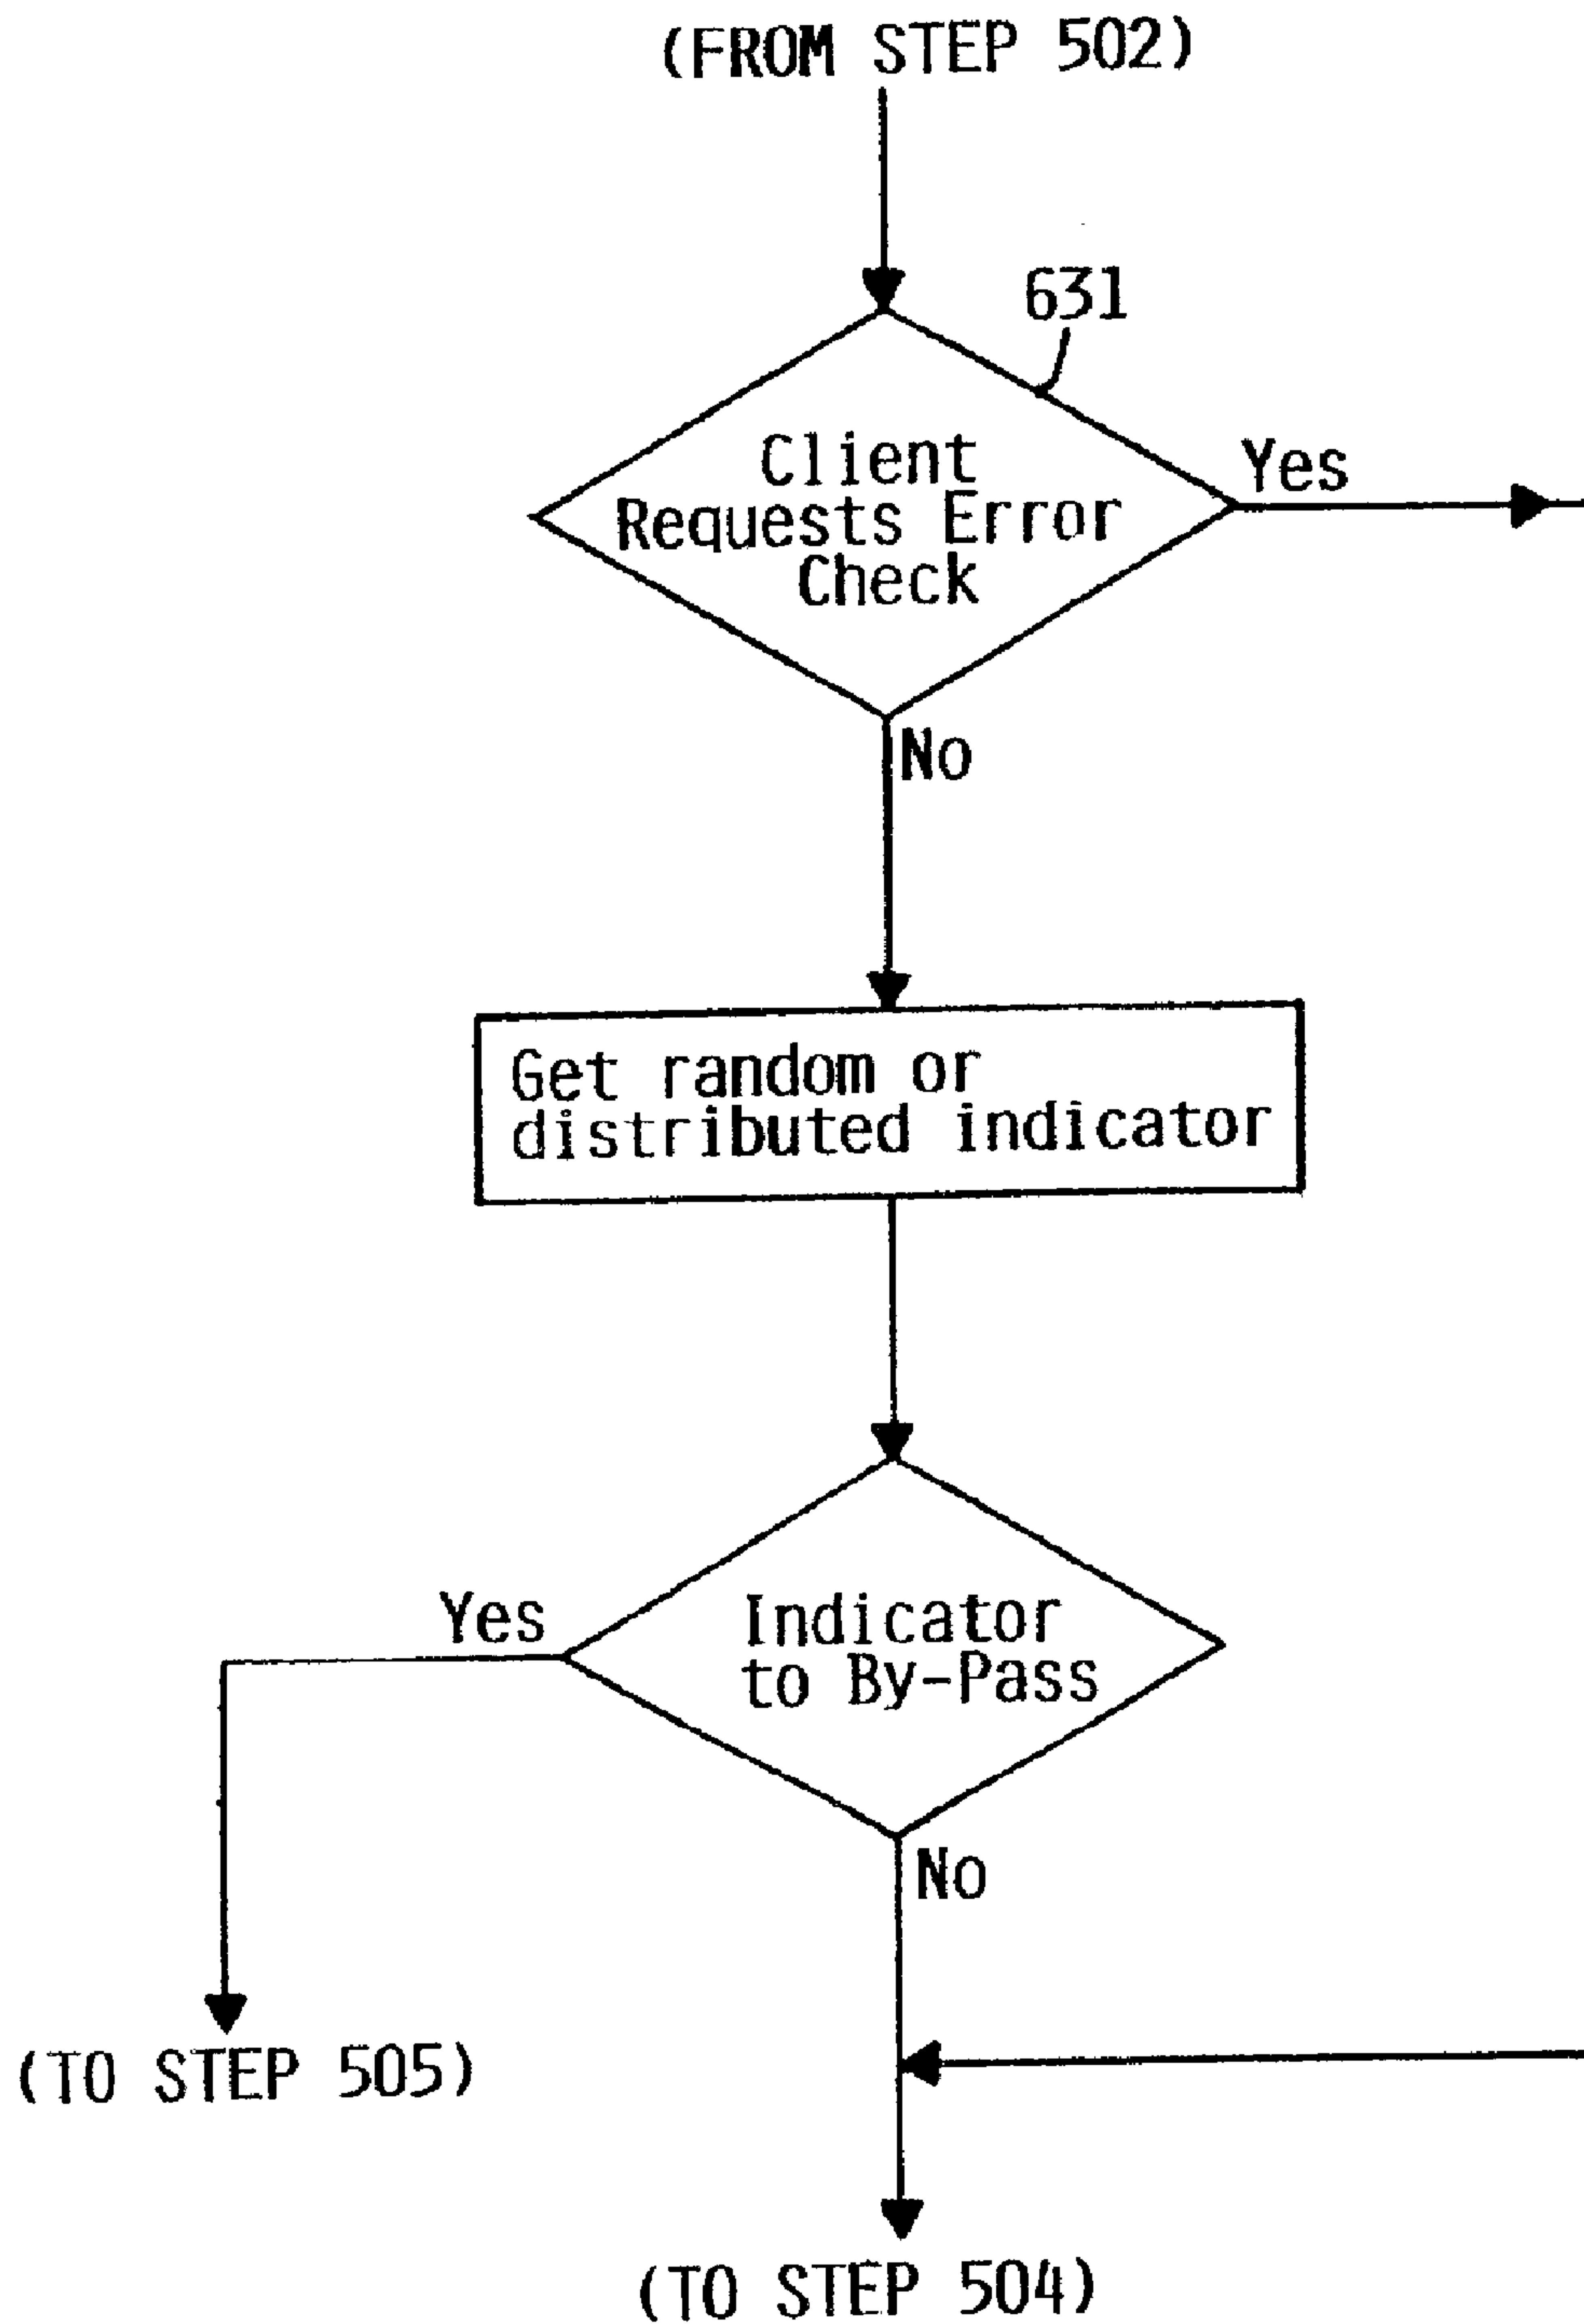 (FROM STEP 502)
631
Client
Requests Error
Check
Yes
No
Get random or
distributed indicator
Yes
Indicator
to By-Pass
No
(TO STEP 505)
(TO STEP 504)